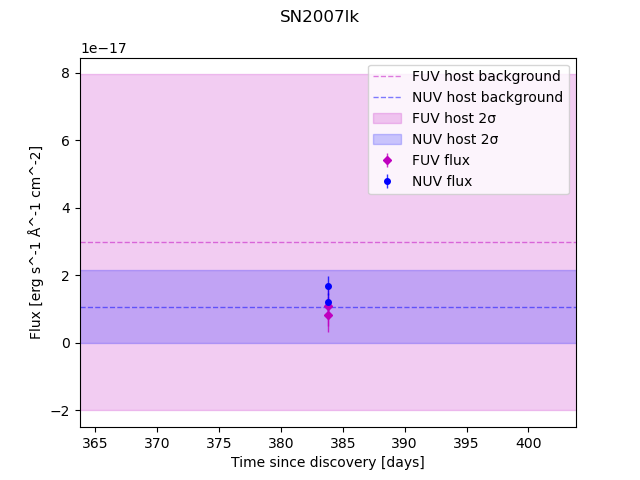 SN2007lk
1e−17
FUV host background
NUV host background
FUV host 2σ
NUV host 2σ
FUV flux
NUV flux
8
6
4
2
0
−2
Flux [erg s^-1 Å^-1 cm^-2]
365 370 375 380 385 390 395 400
Time since discovery [days]